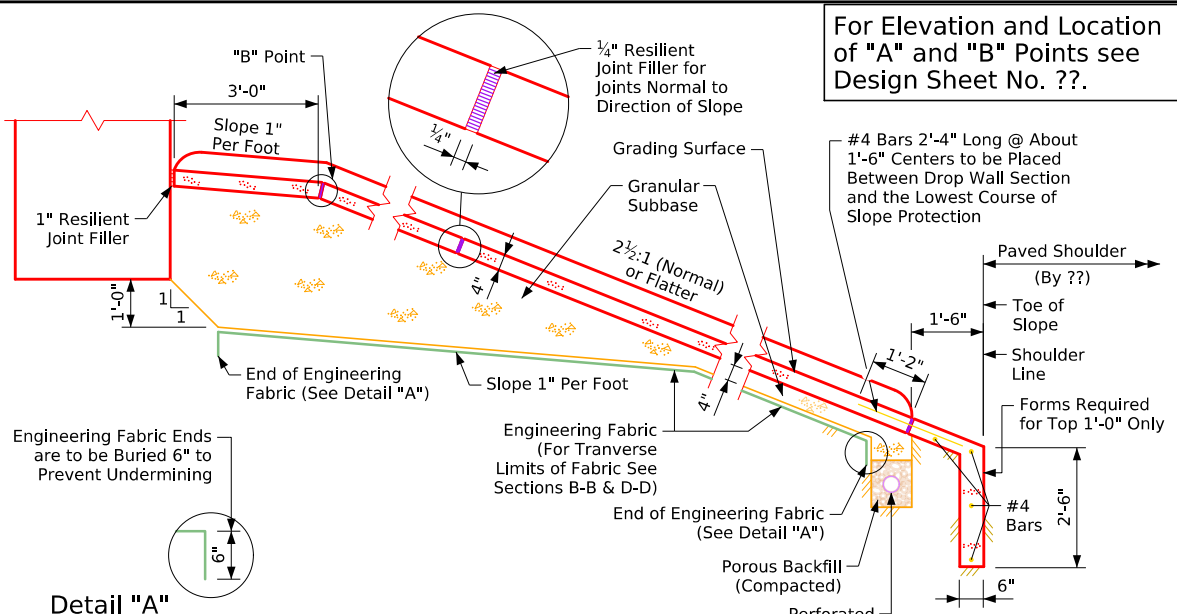 For Elevation and Location
of "A" and "B" Points see
Design Sheet No. ??.
"B" Point
3'-0"
Slope 1"
Per Foot
¼" Resilient
Joint Filler for
Joints Normal to
Direction of Slope
¼"
Grading Surface
Granular
Subbase
#4 Bars 2'-4" Long @ About
1'-6" Centers to be Placed
Between Drop Wall Section
and the Lowest Course of
Slope Protection
1" Resilient
Joint Filler
2½:1 (Normal)
or Flatter
4"
Paved Shoulder
(By ??)
Toe of
Slope
1'-6"
Shoulder
Line
1'-0"
1
1
1'-2"
End of Engineering
Fabric (See Detail "A")
Slope 1" Per Foot
4"
Forms Required
for Top 1'-0" Only
Engineering Fabric
(For Tranverse
Limits of Fabric See
Sections B-B & D-D)
Engineering Fabric Ends
are to be Buried 6" to
Prevent Undermining
End of Engineering Fabric
(See Detail "A")
#4
Bars
2'-6"
6"
Porous Backfill
(Compacted)
6"
Detail "A"
Perforated